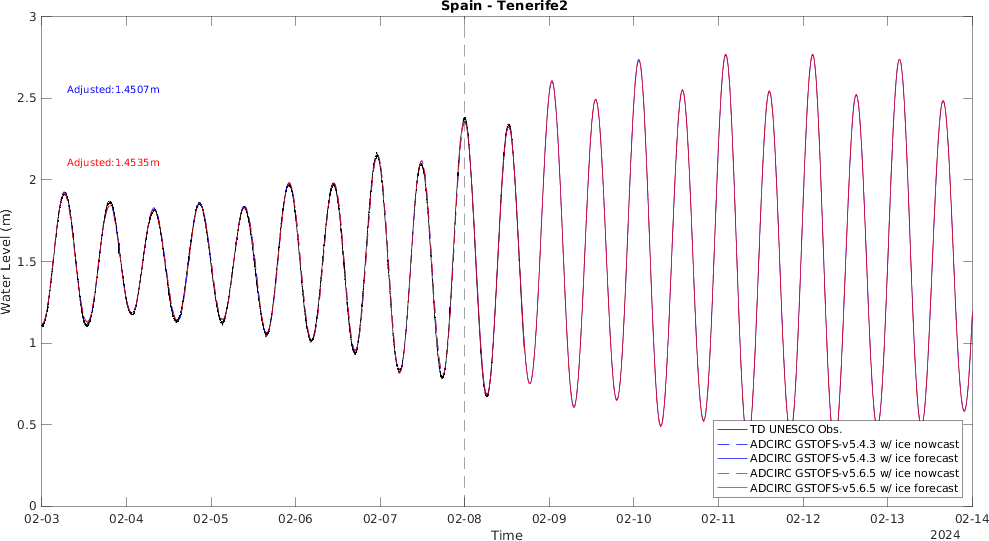 Spain - Tenerife2
3
2.5
2
1.5
1
0.5
0
Water Level (m)
Adjusted:1.4507m
Adjusted:1.4535m
TD UNESCO Obs.
ADCIRC GSTOFS-v5.4.3 w/ ice nowcast
ADCIRC GSTOFS-v5.4.3 w/ ice forecast
ADCIRC GSTOFS-v5.6.5 w/ ice nowcast
ADCIRC GSTOFS-v5.6.5 w/ ice forecast
02-03 02-04 02-05 02-06 02-07 02-08 02-09 02-10 02-11 02-12 02-13 02-14
Time
2024